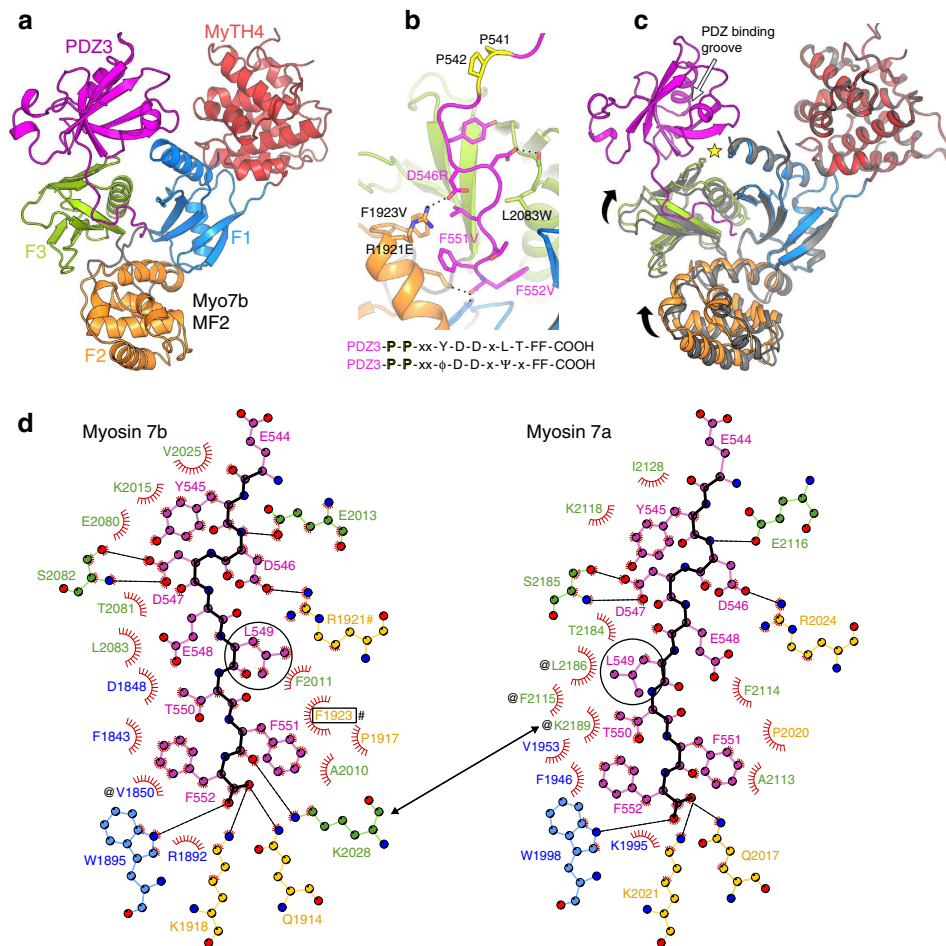 a
PDZ3
MyTH4
F3
F1
Myo7b
MF2
F2
b
P541
P542
D546R
F1923V
R1921E
L2083W
F551V
F552V
PDZ3-P-P-xx-Y-D-D-x-L-T-FF-COOH
PDZ3-P-P-xx-ϕ-D-D-x-Ψ-x-FF-COOH
c
PDZ binding
groove
d
Myosin 7b
E544
V2025
K2015
Y545
E2080
E2013
S2082
D546
D547
T2081
R1921#
L2083
L549
E548
F2011
D1848
T550
F1923 #
F1843
F551
P1917
A2010
@V1850
F552
W1895
R1892
K2028
K1918
Q1914
Myosin 7a
E544
I2128
K2118
Y545
E2116
S2185
D547
D546
T2184
E548
R2024
@L2186
L549
@F2115
F2114
@K2189
T550
F551
P2020
V1953
F1946
A2113
F552
K1995
W1998
Q2017
K2021